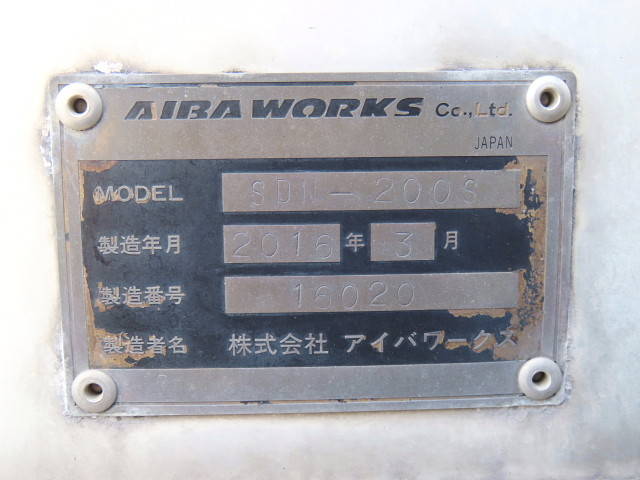 AIBA WORKS Co.,Ltd.
JAPAN
MODEL SDN-200S
製造年月 2016 年 3 月
製造番号 16020
製造者名 株式会社 アイバワークス